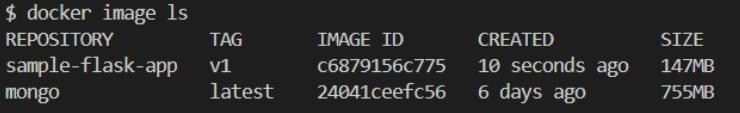 $ docker image ls
REPOSITORY TAG IMAGE ID CREATED SIZE
sample-flask-app v1 c6879156c775 10 seconds ago 147MB
mongo latest 24041ceefc56 6 days ago 755MB